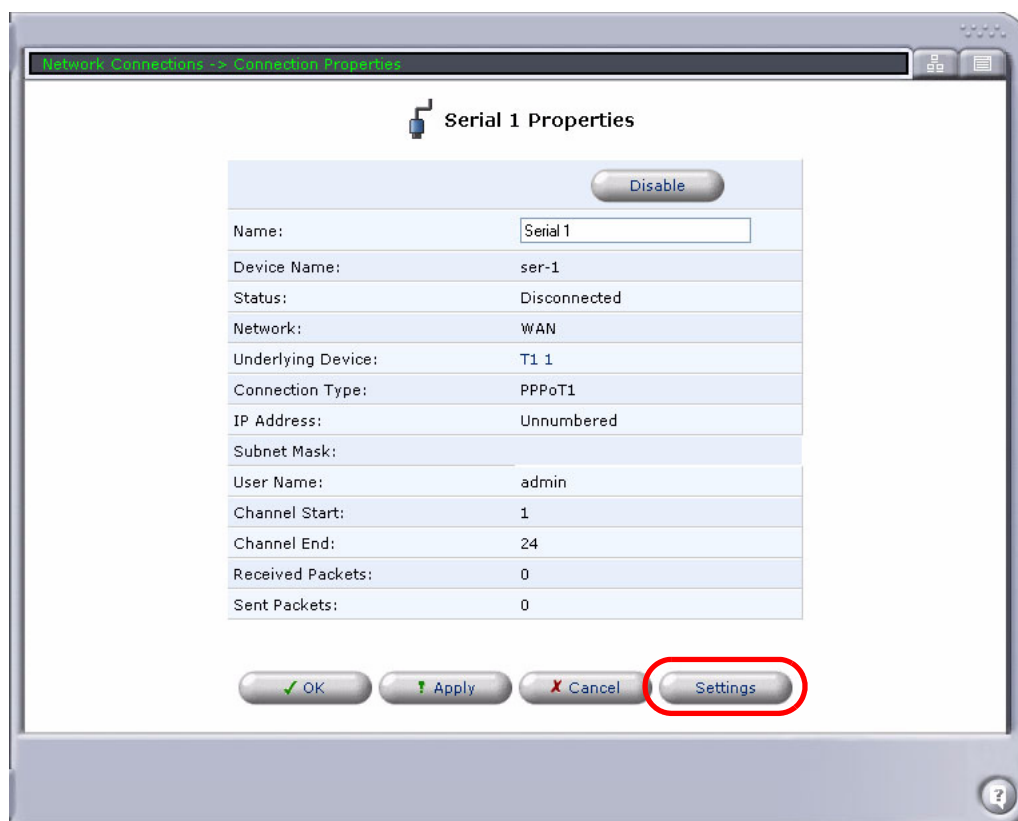 Network Connections -> Connection Properties
Serial 1 Properties
Disable
Name: Serial 1
Device Name: ser-1
Status: Disconnected
Network: WAN
Underlying Device: T1 1
Connection Type: PPPoT1
IP Address: Unnumbered
Subnet Mask:
User Name: admin
Channel Start: 1
Channel End: 24
Received Packets: 0
Sent Packets: 0
OK Apply Cancel Settings
?